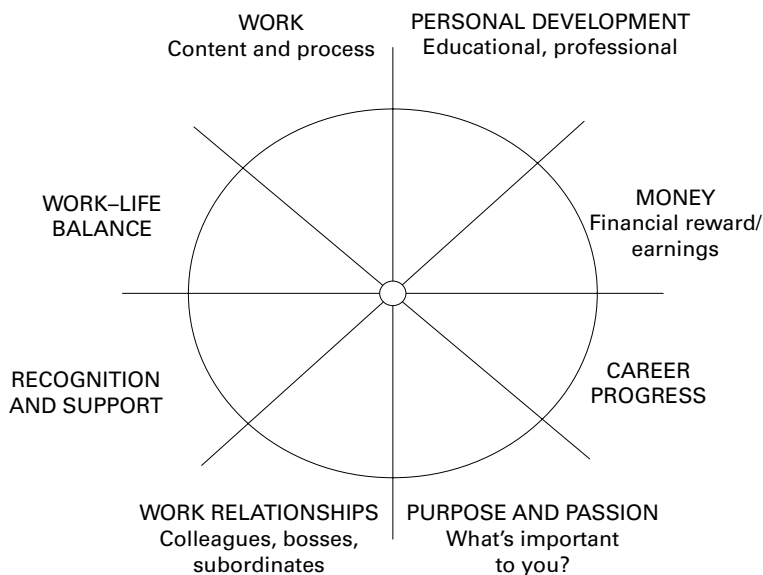 WORK
Content and process
PERSONAL DEVELOPMENT
Educational, professional
MONEY
Financial reward/
earnings
CAREER
PROGRESS
PURPOSE AND PASSION
What's important
to you?
WORK RELATIONSHIPS
Colleagues, bosses,
subordinates
RECOGNITION
AND SUPPORT
WORK–LIFE
BALANCE